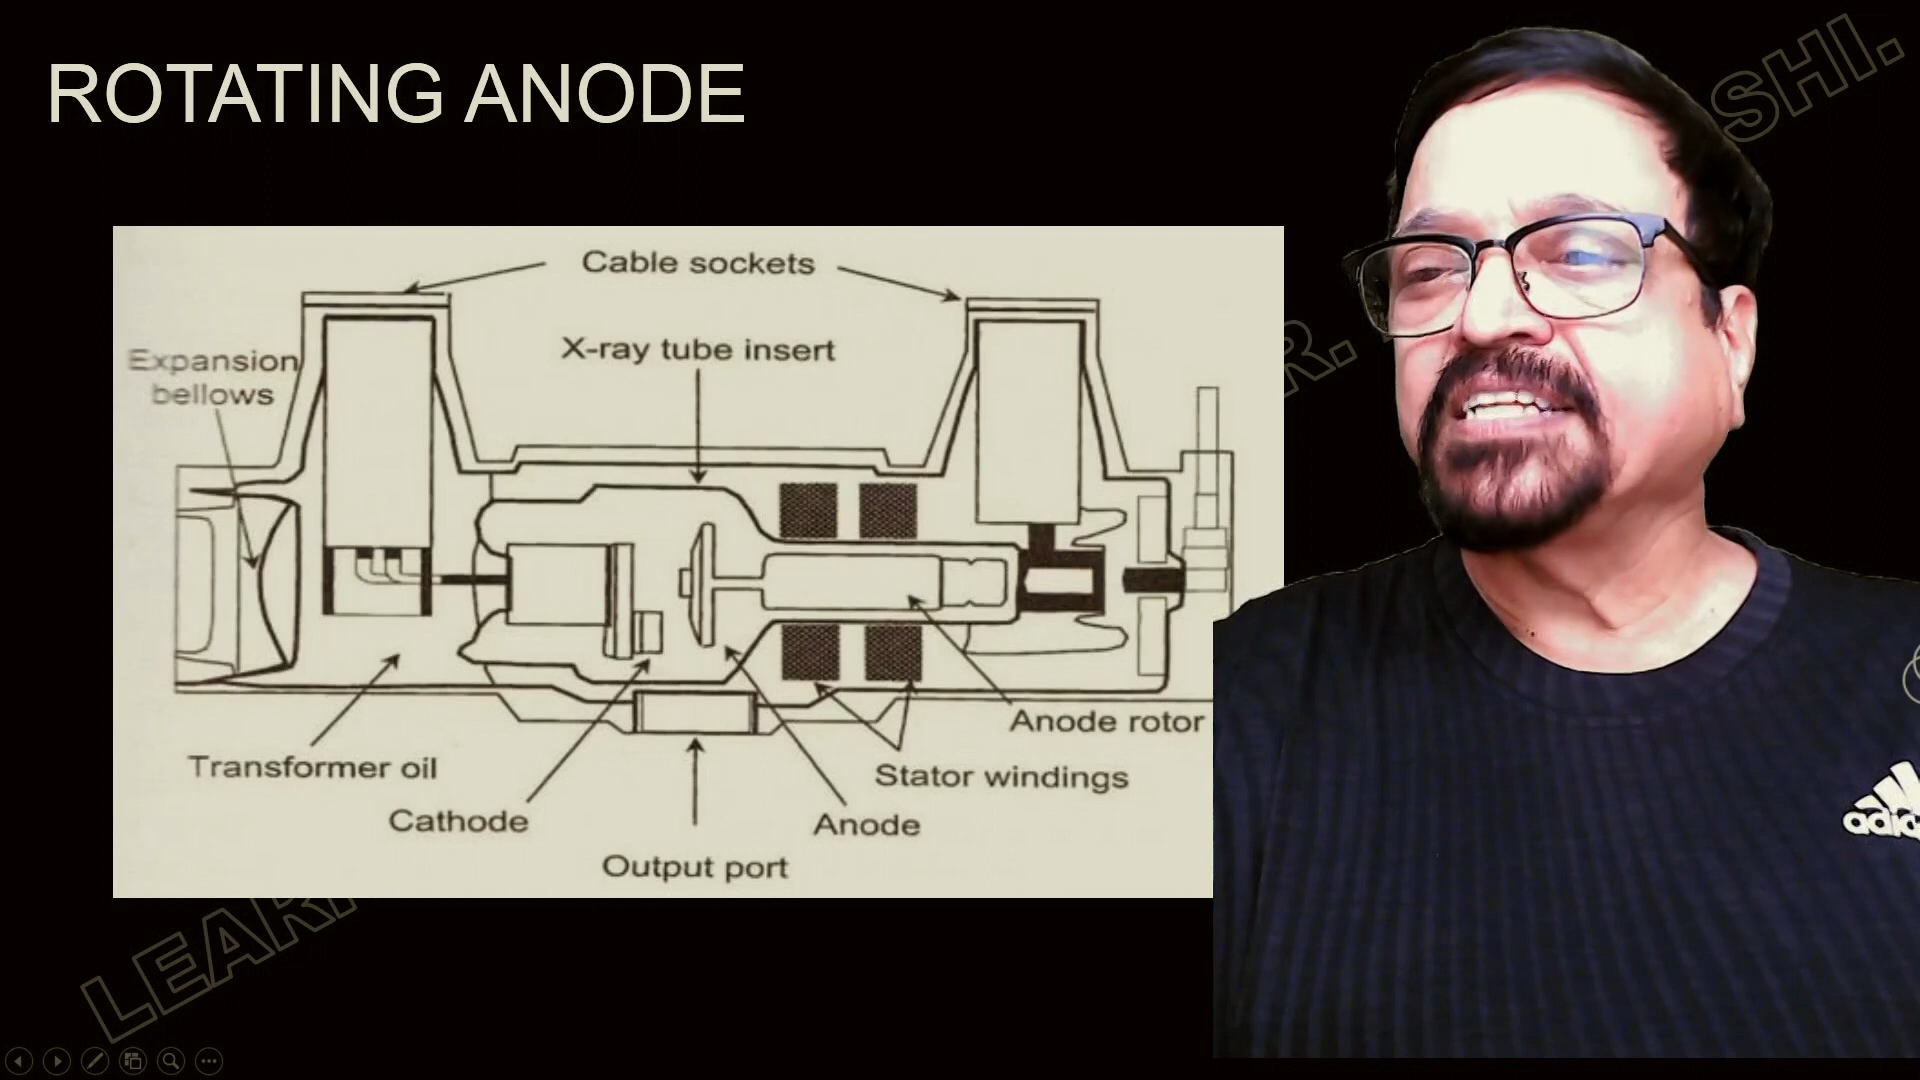 ROTATING ANODE
Cable sockets
X-ray tube insert
Expansion
bellows
Anode rotor
Transformer oil
Stator windings
Cathode
Anode
Output port
SHI.
R.